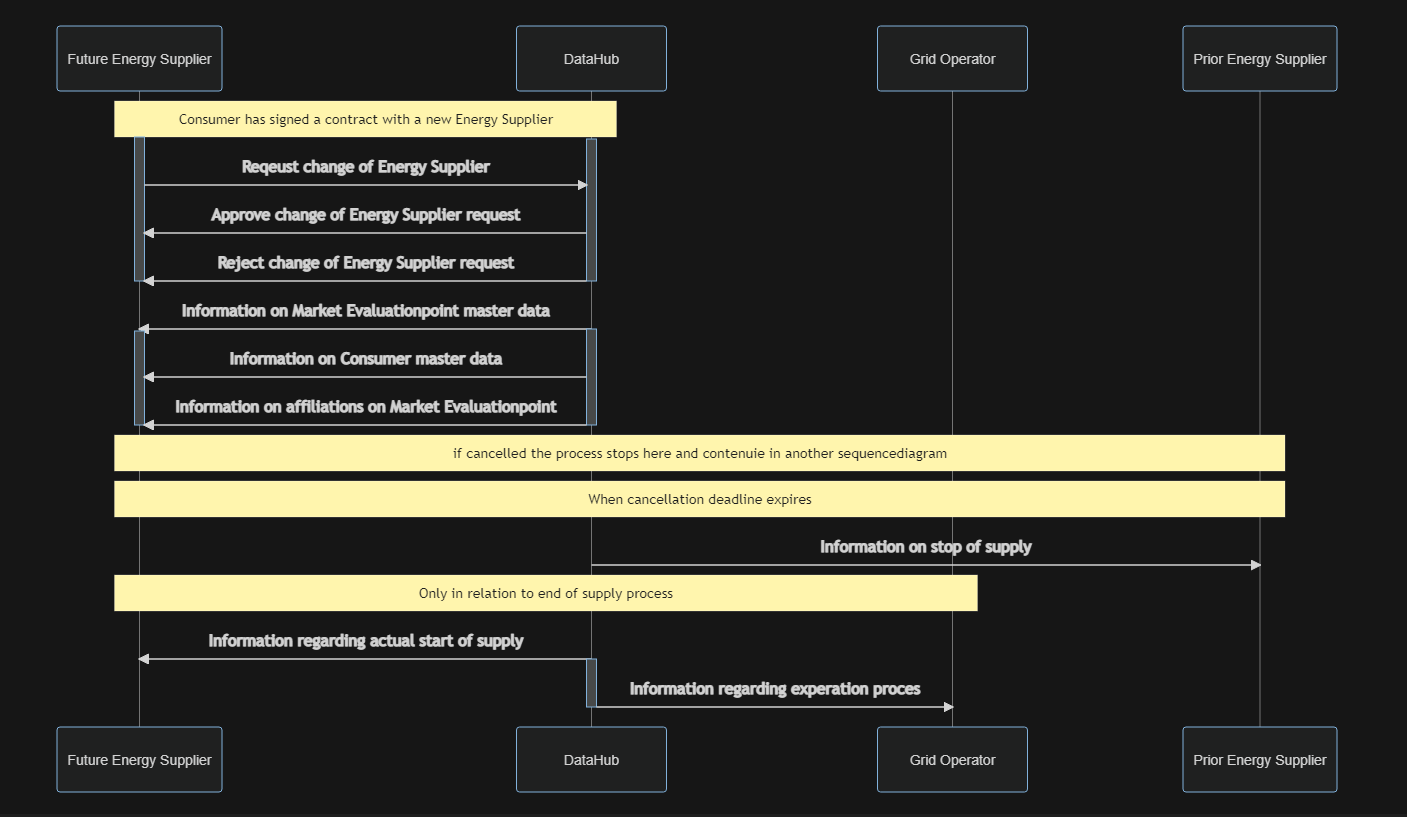 Future Energy Supplier
DataHub
Grid Operator
Prior Energy Supplier
Consumer has signed a contract with a new Energy Supplier
Reqeust change of Energy Supplier
Approve change of Energy Supplier request
Reject change of Energy Supplier request
Information on Market Evaluationpoint master data
Information on Consumer master data
Information on affiliations on Market Evaluationpoint
if cancelled the process stops here and contenuie in another sequencediagram
When cancellation deadline expires
Information on stop of supply
Only in relation to end of supply process
Information regarding actual start of supply
Information regarding experation proces
Future Energy Supplier
DataHub
Grid Operator
Prior Energy Supplier